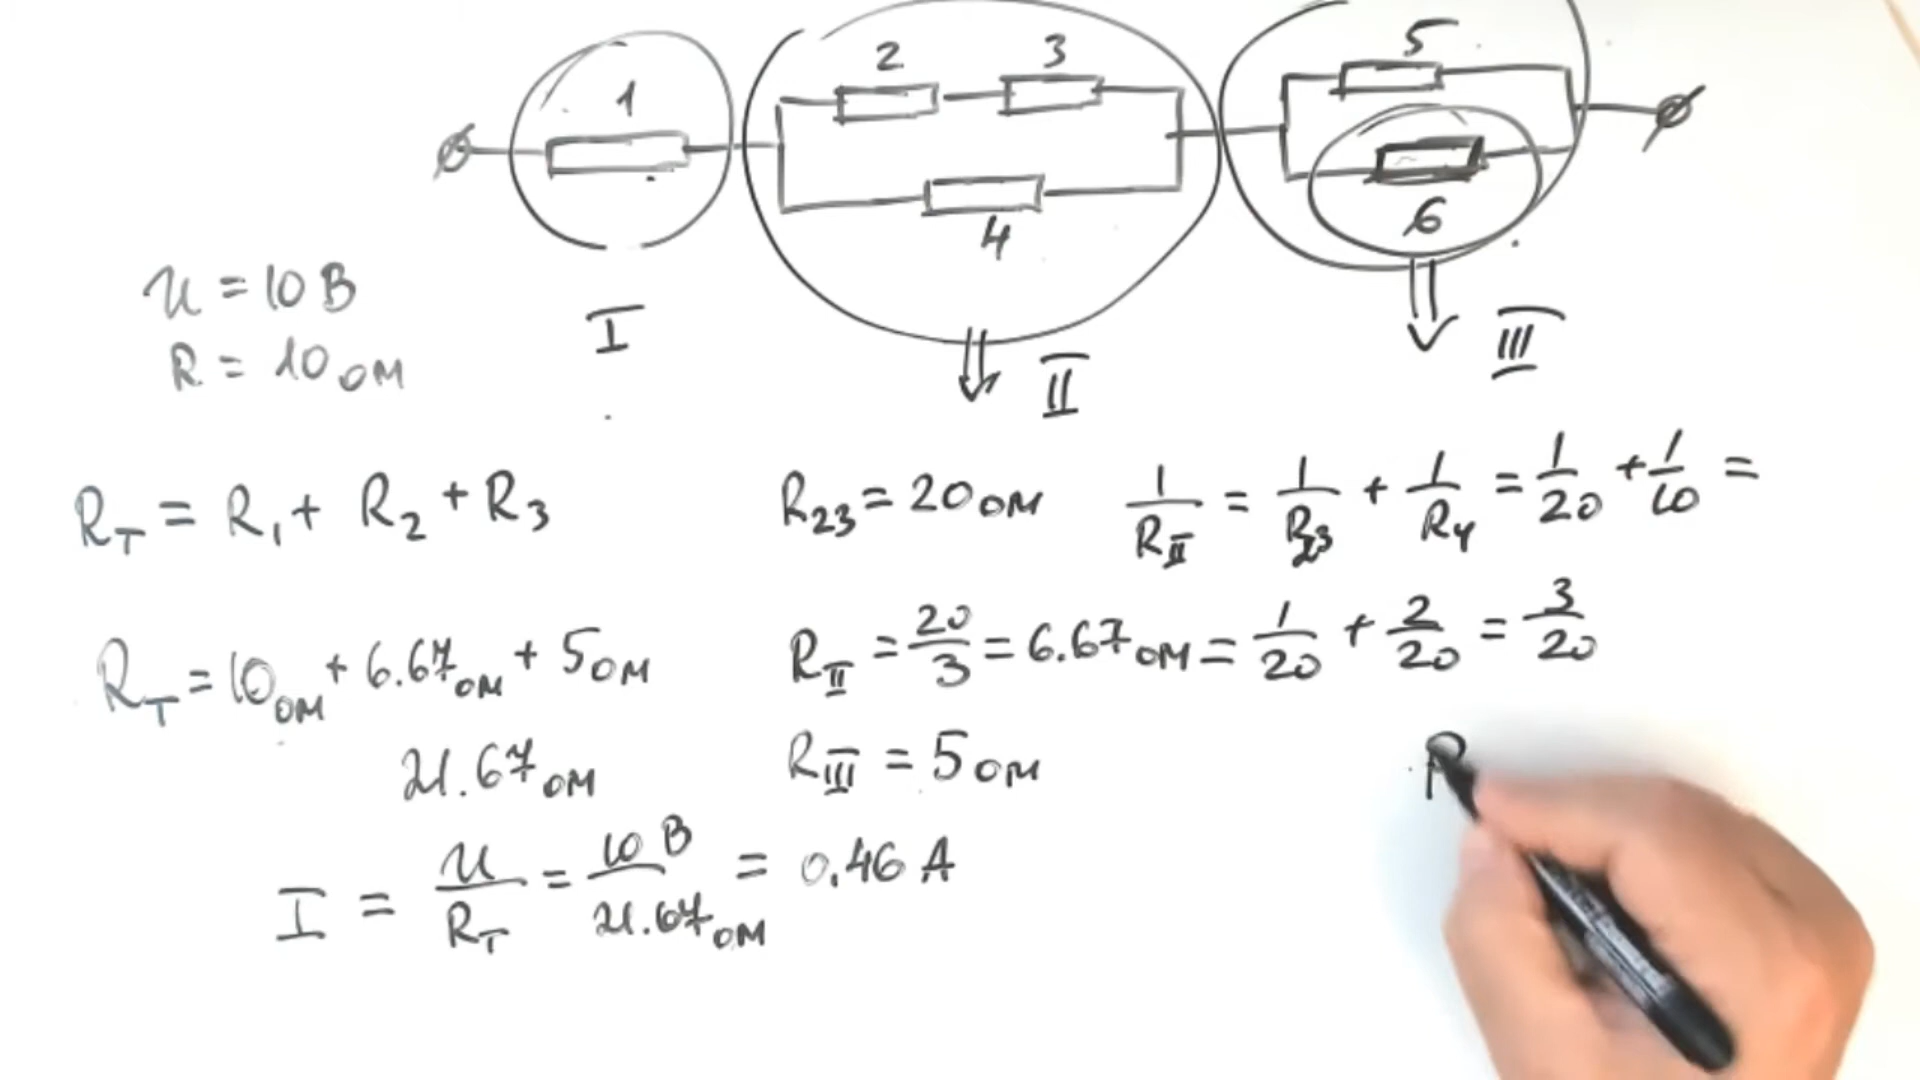 1
2 3
4
5
6
U = 10 В
R = 10 ом
I
II
III
R_T = R_1 + R_2 + R_3
R_23 = 20 ом
1/R_II = 1/R_23 + 1/R_4 = 1/20 + 1/10 =
R_T = 10 ом + 6.67 ом + 5 ом
R_II = 20/3 = 6.67 ом = 1/20 + 2/20 = 3/20
21.67 ом
R_III = 5 ом
R
I = U/R_T = 10 В/21.67 ом = 0.46 А